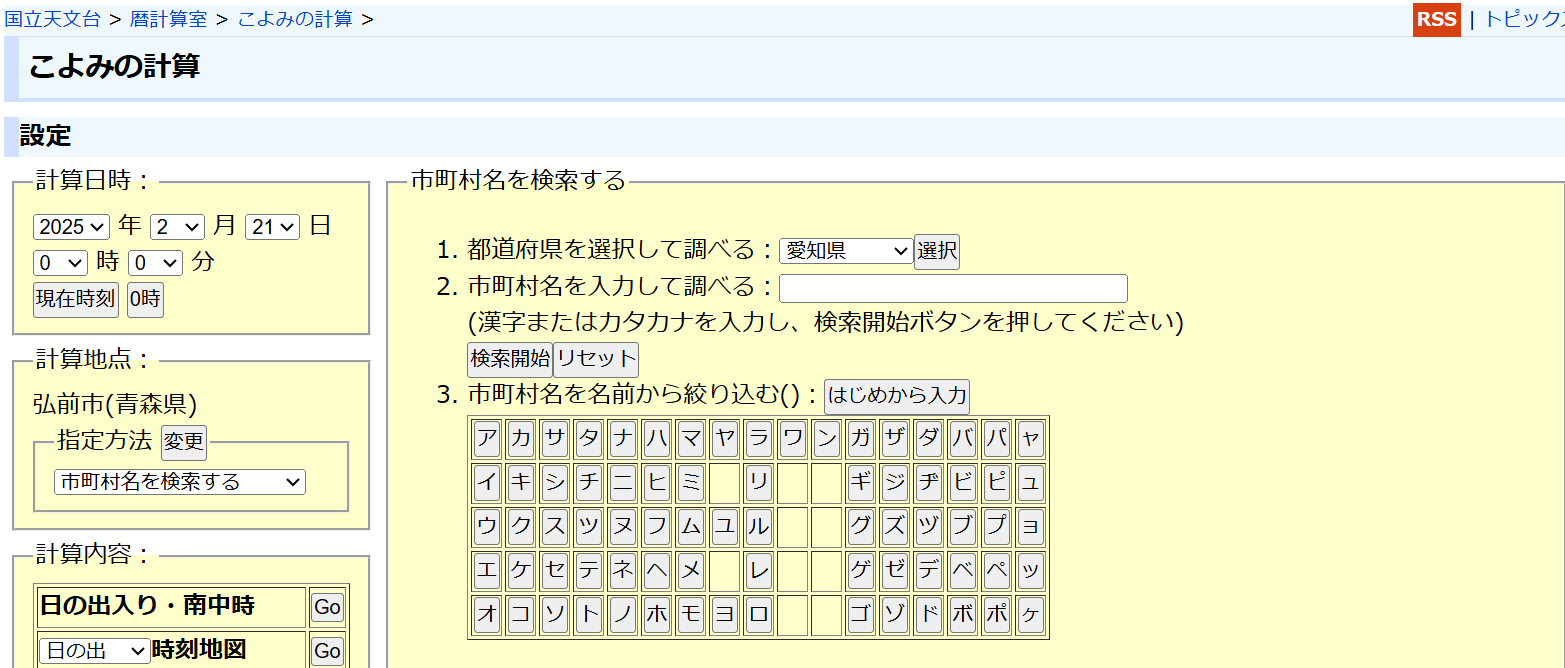 国立天文台 > 暦計算室 > こよみの計算 >
RSS | トピック
こよみの計算
設定
計算日時：
2025 年 2 月 21 日
0 時 0 分
現在時刻 0時
計算地点：
弘前市(青森県)
指定方法 変更
市町村名を検索する
計算内容：
日の出入り・南中時 Go
日の出 時刻地図 Go
市町村名を検索する
1. 都道府県を選択して調べる：愛知県 選択
2. 市町村名を入力して調べる：
(漢字またはカタカナを入力し、検索開始ボタンを押してください)
検索開始 リセット
3. 市町村名を名前から絞り込む()：はじめから入力
ア カ サ タ ナ ハ マ ヤ ラ ワ ン ガ ザ ダ バ パ ャ
イ キ シ チ ニ ヒ ミ リ ギ ジ ヂ ビ ピ ュ
ウ ク ス ツ ヌ フ ム ユ ル グ ズ ヅ ブ プ ョ
エ ケ セ テ ネ ヘ メ レ ゲ ゼ デ ベ ペ ッ
オ コ ソ ト ノ ホ モ ヨ ロ ゴ ゾ ド ボ ポ ヶ